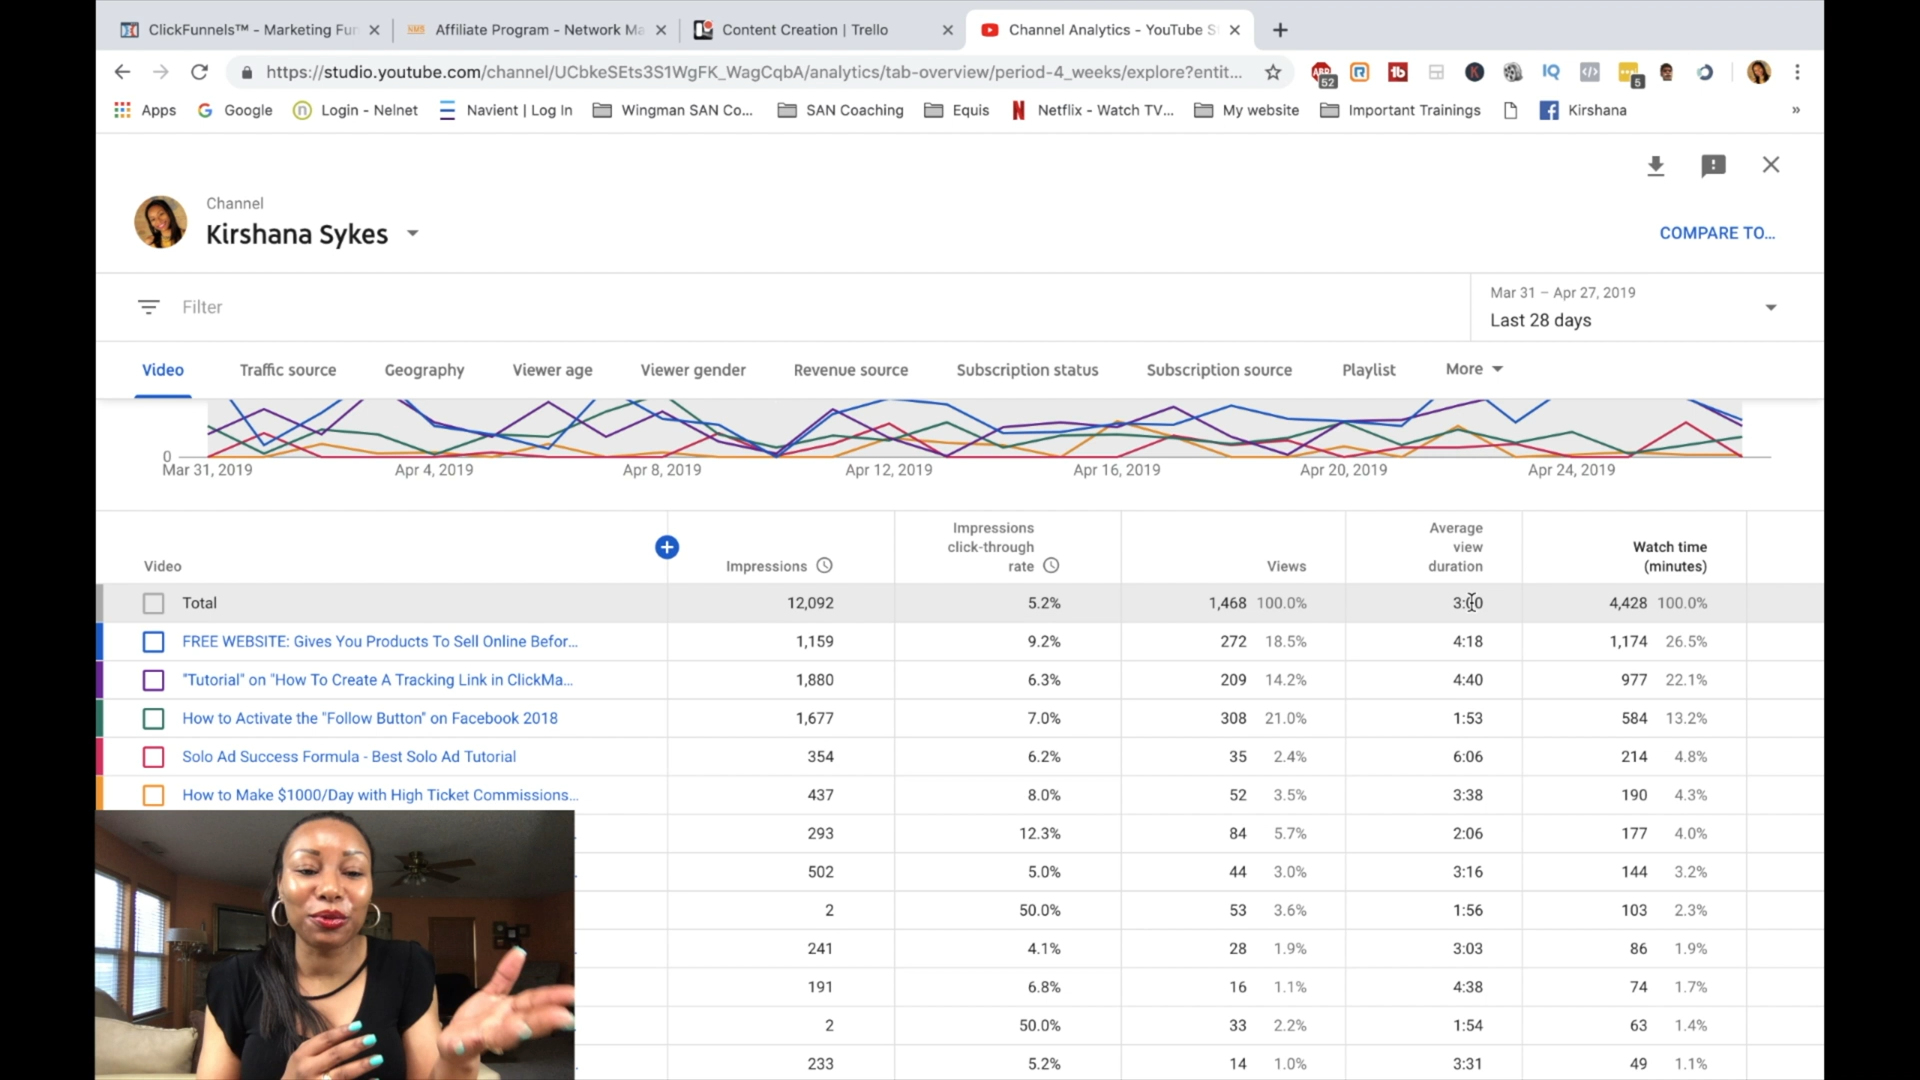 ClickFunnels™ - Marketing Fun
Affiliate Program - Network Ma
Content Creation | Trello
Channel Analytics - YouTube S
https://studio.youtube.com/channel/UCbkeSEts3S1WgFK_WagCqbA/analytics/tab-overview/period-4_weeks/explore?entit...
52
IQ
5
Apps
Google
Login - Nelnet
Navient | Log In
Wingman SAN Co...
SAN Coaching
Equis
Netflix - Watch TV...
My website
Important Trainings
Kirshana
»
Channel
Kirshana Sykes
COMPARE TO...
Filter
Mar 31 – Apr 27, 2019
Last 28 days
Video Traffic source Geography Viewer age Viewer gender Revenue source Subscription status Subscription source Playlist More
0
Mar 31, 2019 Apr 4, 2019 Apr 8, 2019 Apr 12, 2019 Apr 16, 2019 Apr 20, 2019 Apr 24, 2019
Video
Impressions
Impressions
click-through
rate
Views
Average
view
duration
Watch time
(minutes)
Total 12,092 5.2% 1,468 100.0% 3:00 4,428 100.0%
FREE WEBSITE: Gives You Products To Sell Online Befor... 1,159 9.2% 272 18.5% 4:18 1,174 26.5%
"Tutorial" on "How To Create A Tracking Link in ClickMa... 1,880 6.3% 209 14.2% 4:40 977 22.1%
How to Activate the "Follow Button" on Facebook 2018 1,677 7.0% 308 21.0% 1:53 584 13.2%
Solo Ad Success Formula - Best Solo Ad Tutorial 354 6.2% 35 2.4% 6:06 214 4.8%
How to Make $1000/Day with High Ticket Commissions... 437 8.0% 52 3.5% 3:38 190 4.3%
293 12.3% 84 5.7% 2:06 177 4.0%
502 5.0% 44 3.0% 3:16 144 3.2%
2 50.0% 53 3.6% 1:56 103 2.3%
241 4.1% 28 1.9% 3:03 86 1.9%
191 6.8% 16 1.1% 4:38 74 1.7%
2 50.0% 33 2.2% 1:54 63 1.4%
233 5.2% 14 1.0% 3:31 49 1.1%